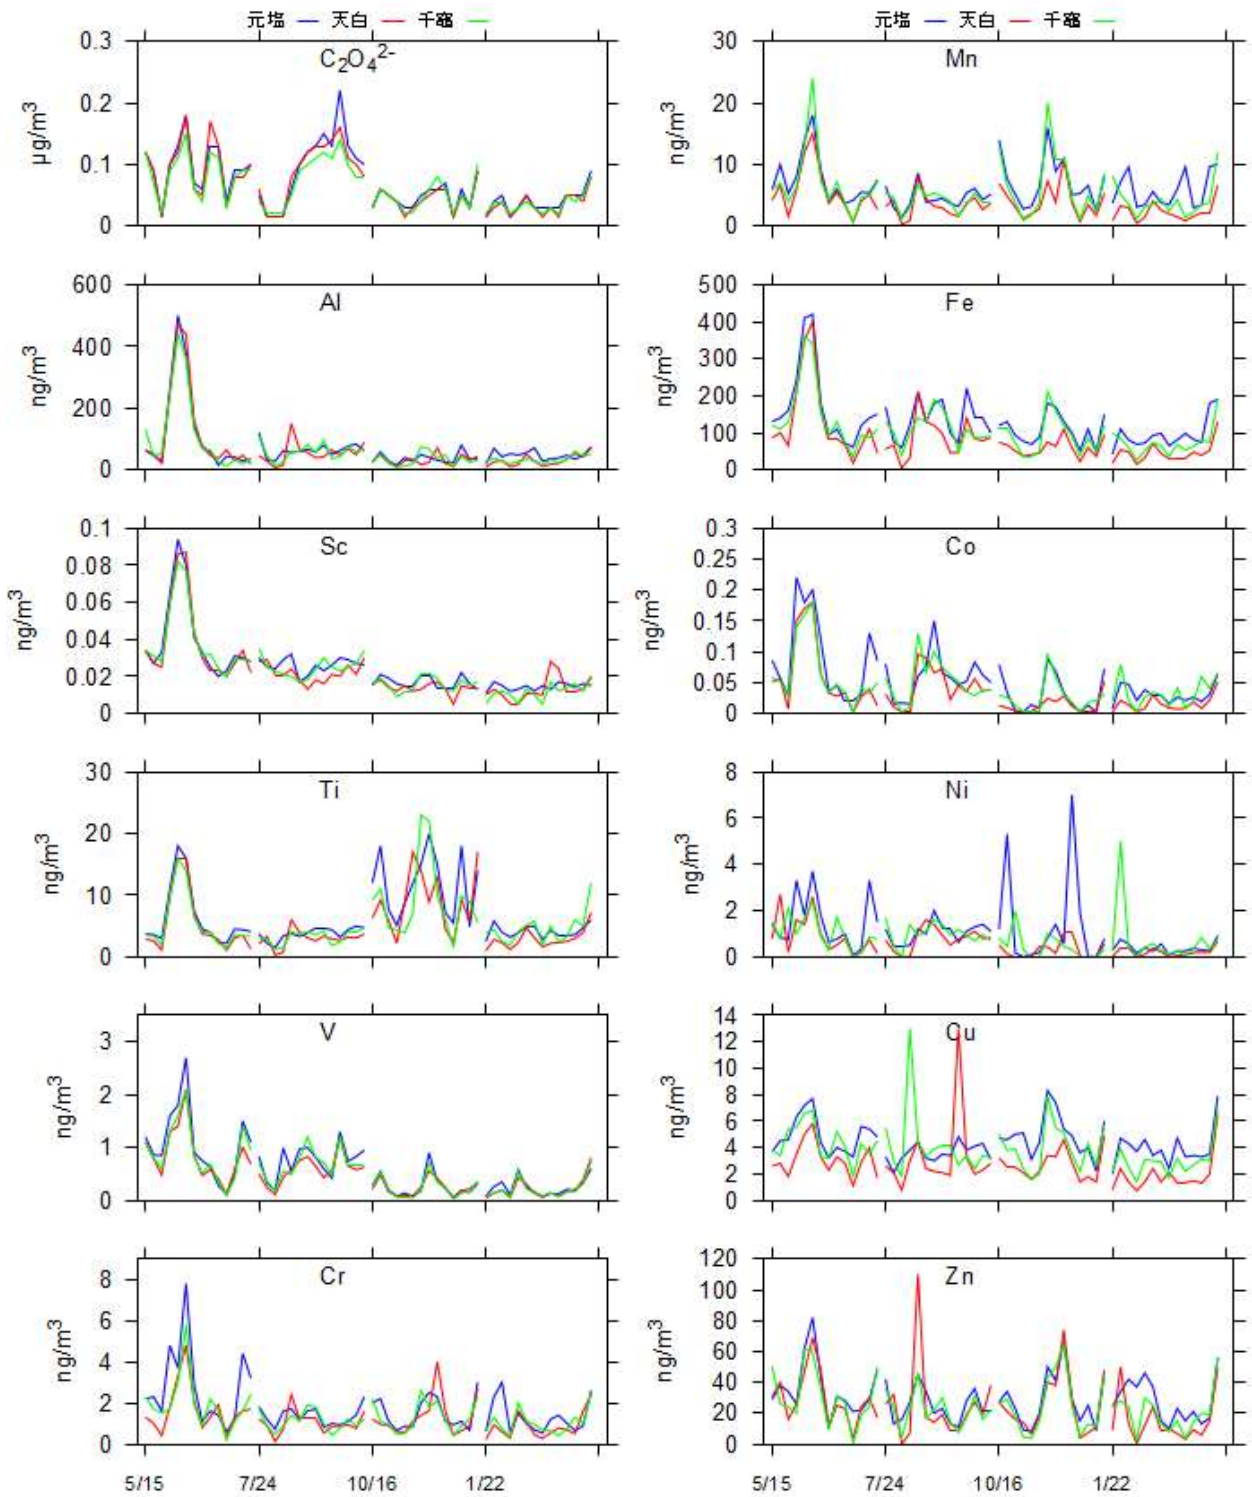 元塩 天白 千竈
元塩 天白 千竈
C₂O₄²⁻
µg/m³
0.3
0.2
0.1
0
Mn
ng/m³
30
20
10
0
Al
ng/m³
600
400
200
0
Fe
ng/m³
500
400
300
200
100
0
Sc
ng/m³
0.1
0.08
0.06
0.04
0.02
0
Co
ng/m³
0.3
0.25
0.2
0.15
0.1
0.05
0
Ti
ng/m³
30
20
10
0
Ni
ng/m³
8
6
4
2
0
V
ng/m³
3
2
1
0
Cu
ng/m³
14
12
10
8
6
4
2
0
Cr
ng/m³
8
6
4
2
0
Zn
ng/m³
120
100
80
60
40
20
0
5/15 7/24 10/16 1/22
5/15 7/24 10/16 1/22